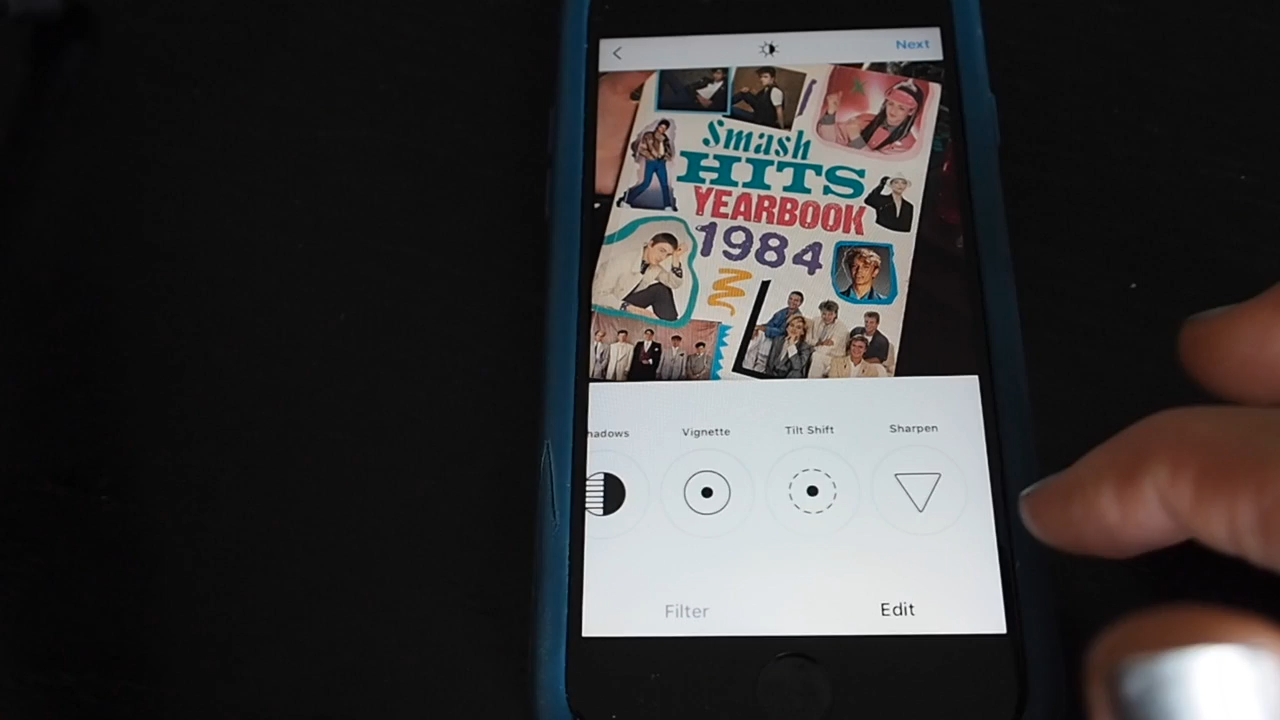 Next
Smash
HITS
YEARBOOK
1984
hadows
Vignette
Tilt Shift
Sharpen
Filter
Edit